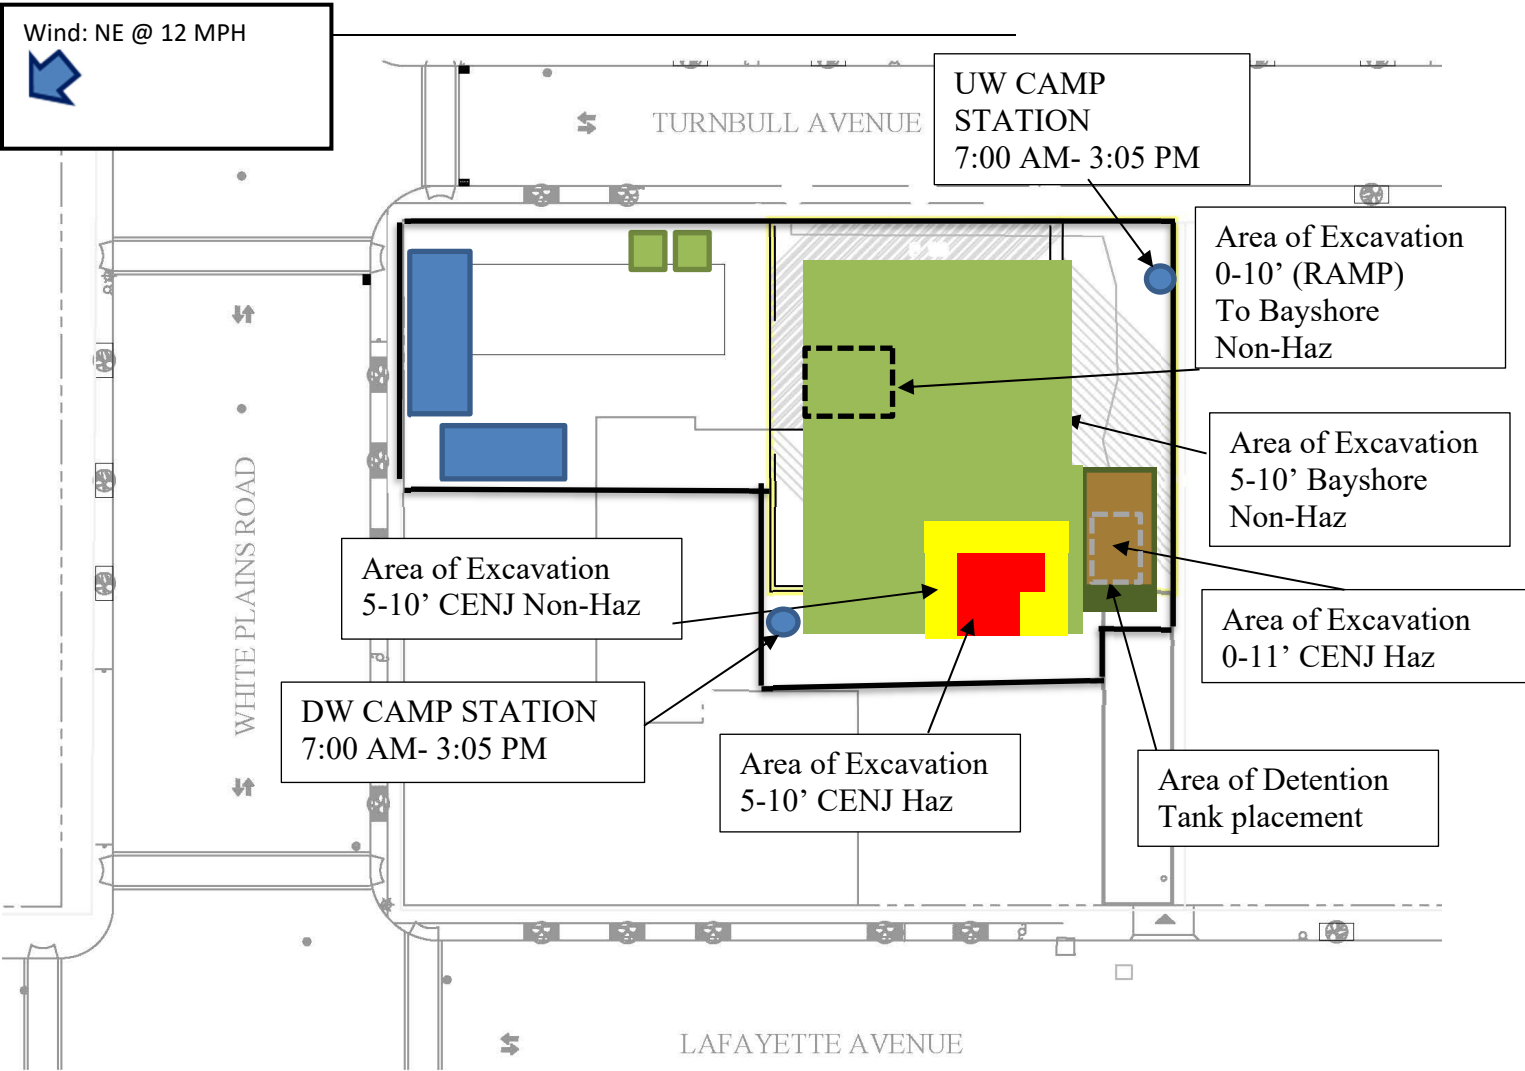 Wind: NE @ 12 MPH
TURNBULL AVENUE
UW CAMP
STATION
7:00 AM- 3:05 PM
Area of Excavation
0-10’ (RAMP)
To Bayshore
Non-Haz
Area of Excavation
5-10’ Bayshore
Non-Haz
WHITE PLAINS ROAD
Area of Excavation
5-10’ CENJ Non-Haz
Area of Excavation
0-11’ CENJ Haz
DW CAMP STATION
7:00 AM- 3:05 PM
Area of Excavation
5-10’ CENJ Haz
Area of Detention
Tank placement
LAFAYETTE AVENUE